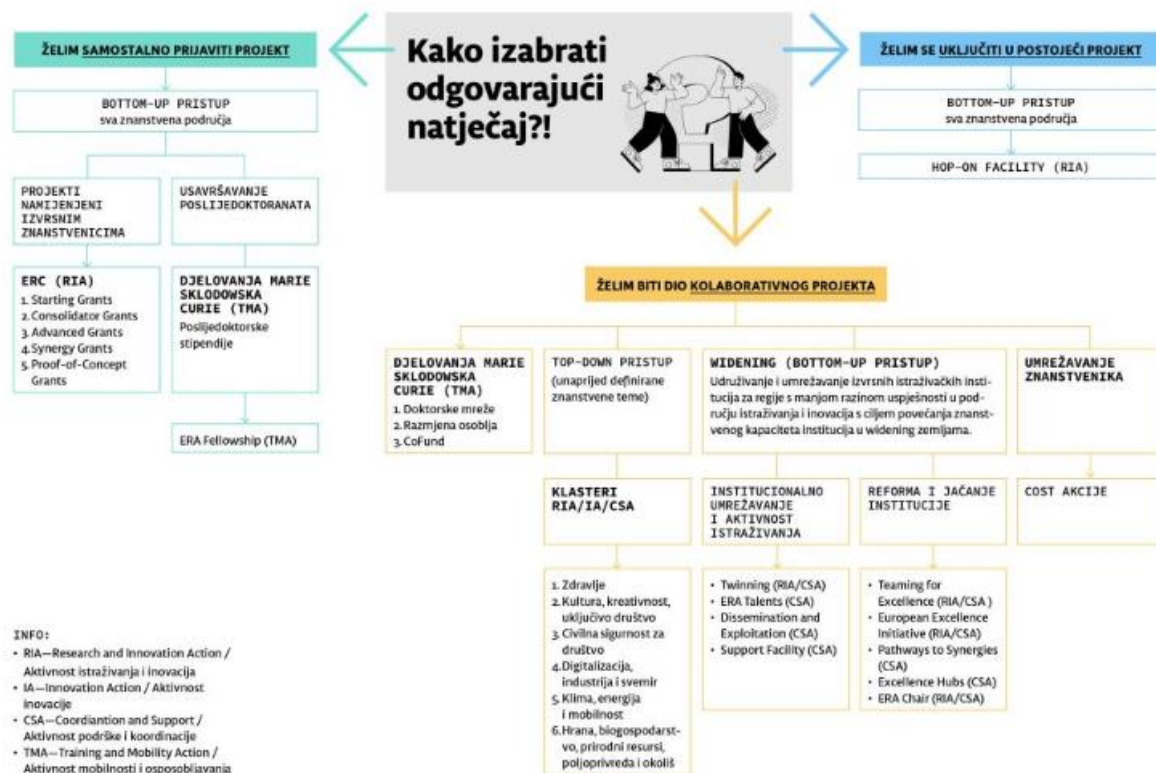 Kako izabrati
odgovarajući
natječaj?!
ŽELIM SAMOSTALNO PRIJAVITI PROJEKT
BOTTOM-UP PRISTUP
sva znanstvena područja
PROJEKTI
NAMIJENJENI
IZVRSNIM
ZNANSTVENICIMA
ERC (RIA)
1. Starting Grants
2. Consolidator Grants
3. Advanced Grants
4. Synergy Grants
5. Proof-of-Concept
Grants
USAVRŠAVANJE
POSLIJEDOKTORANATA
DJELOVANJA MARIE
SKLODOWSKA
CURIE (TMA)
Poslijedoktorske
stipendije
ERA Fellowship (TMA)
ŽELIM SE UKLJUČITI U POSTOJEĆI PROJEKT
BOTTOM-UP PRISTUP
sva znanstvena područja
HOP-ON FACILITY (RIA)
ŽELIM BITI DIO KOLABORATIVNOG PROJEKTA
DJELOVANJA MARIE
SKLODOWSKA
CURIE (TMA)
1. Doktorske mreže
2. Razmjena osoblja
3. CoFund
TOP-DOWN PRISTUP
(unaprijed definirane
znanstvene teme)
KLASTERI
RIA/IA/CSA
1. Zdravlje
2. Kultura, kreativnost,
uključivo društvo
3. Civilna sigurnost za
društvo
4. Digitalizacija,
industrija i svemir
5. Klima, energija
i mobilnost
6. Hrana, biogospodarst-
vo, prirodni resursi,
poljoprivreda i okoliš
WIDENING (BOTTOM-UP PRISTUP)
Udruživanje i umrežavanje izvrsnih istraživačkih insti-
tucija za regije s manjom razinom uspješnosti u pod-
ručju istraživanja i inovacija s ciljem povećanja znanst-
venog kapaciteta institucija u widening zemljama.
INSTITUCIONALNO
UMREŽAVANJE
I AKTIVNOST
ISTRAŽIVANJA
• Twinning (RIA/CSA)
• ERA Talents (CSA)
• Dissemination and
Exploitation (CSA)
• Support Facility (CSA)
REFORMA I JAČANJE
INSTITUCIJE
• Teaming for
Excellence (RIA/CSA )
• European Excellence
Initiative (RIA/CSA)
• Pathways to Synergies
(CSA)
• Excellence Hubs (CSA)
• ERA Chair (RIA/CSA)
UMREŽAVANJE
ZNANSTVENIKA
COST AKCIJE
INFO:
• RIA—Research and Innovation Action /
Aktivnost istraživanja i inovacija
• IA—Innovation Action / Aktivnost
inovacije
• CSA—Coordiantion and Support /
Aktivnost podrške i koordinacije
• TMA—Training and Mobility Action /
Aktivnost mobilnosti i osposobljavanja